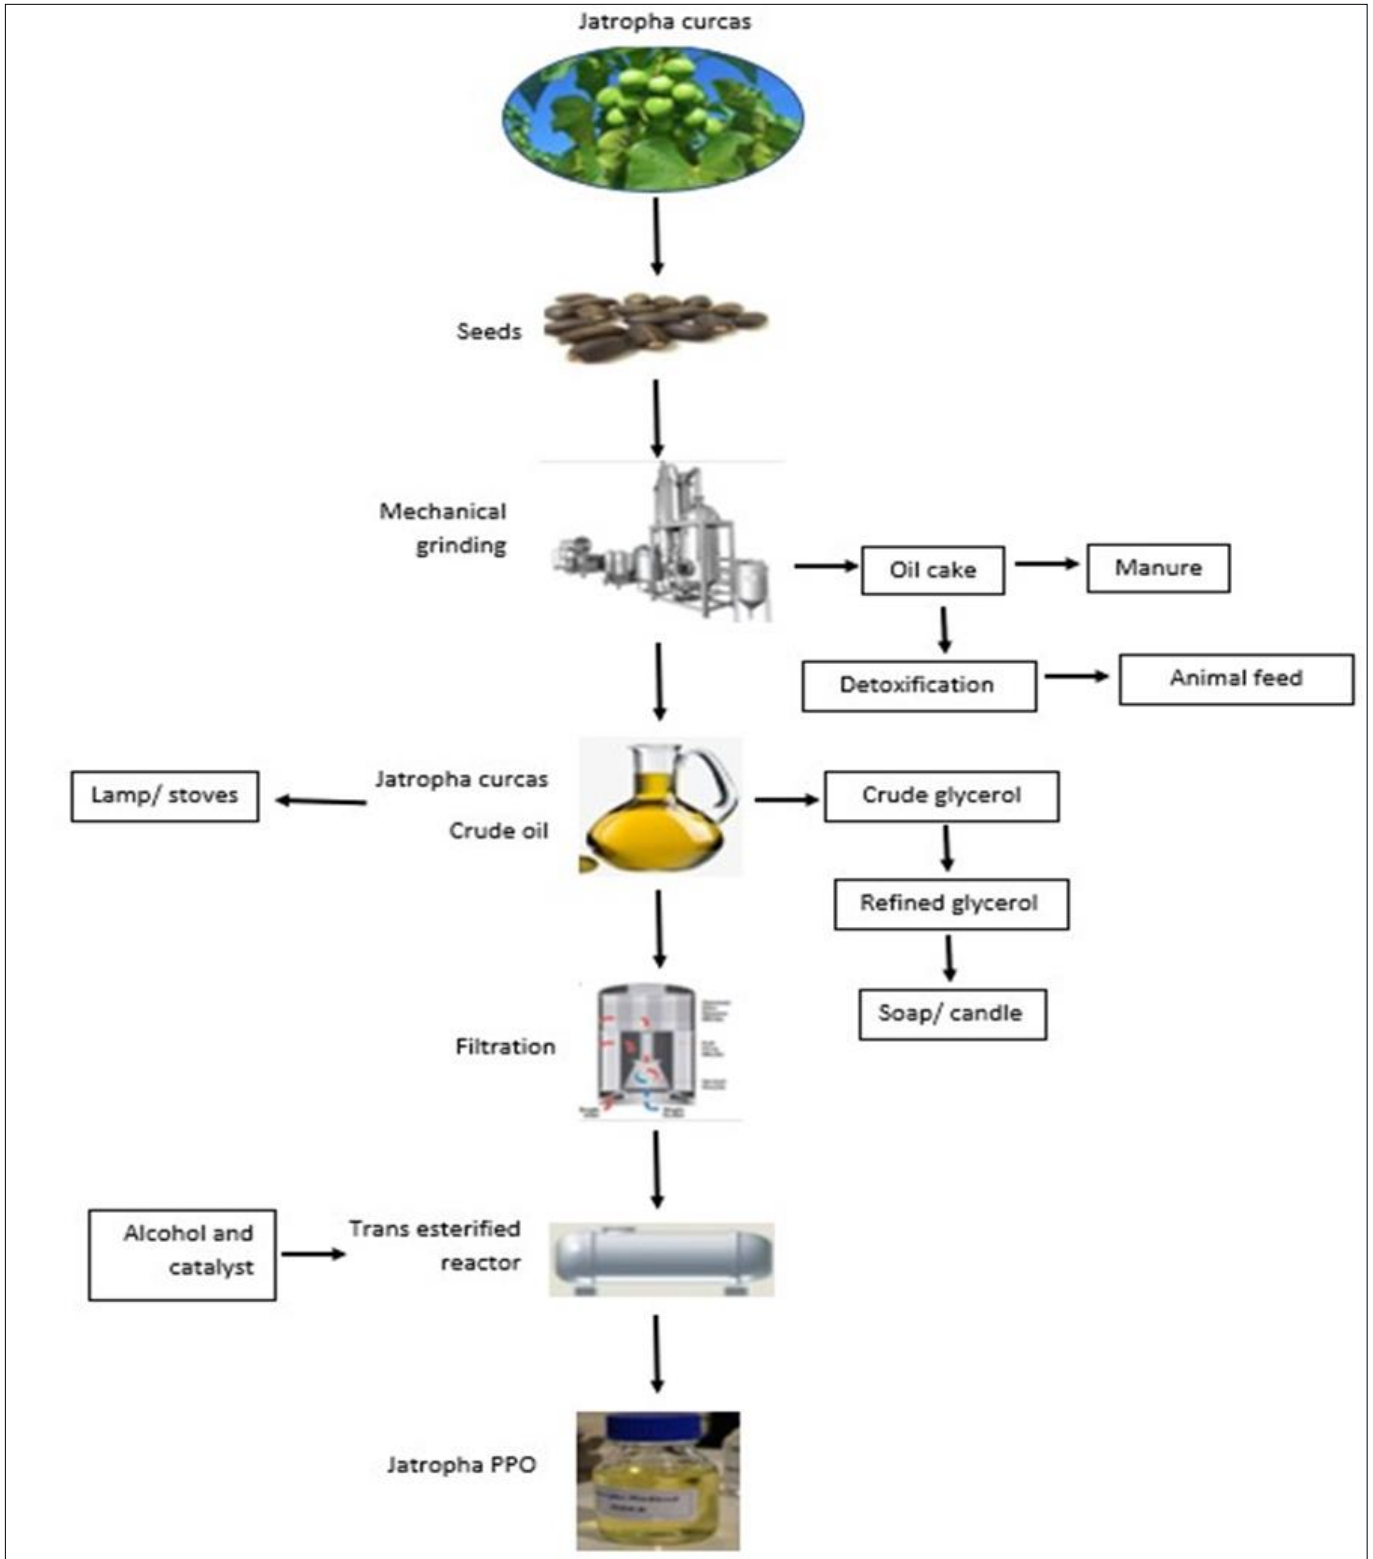 Jatropha curcas
Seeds
Mechanical
grinding
Oil cake
Manure
Detoxification
Animal feed
Lamp/ stoves
Jatropha curcas
Crude oil
Crude glycerol
Refined glycerol
Soap/ candle
Filtration
Alcohol and
catalyst
Trans esterified
reactor
Jatropha PPO